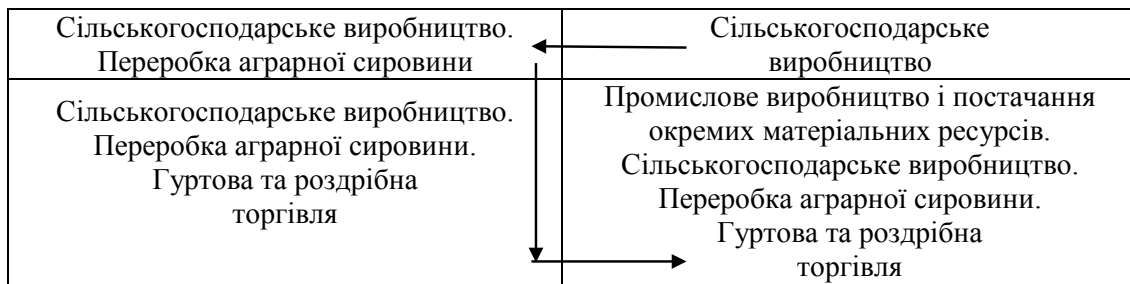 Сільськогосподарське виробництво.
Переробка аграрної сировини
Сільськогосподарське
виробництво
Сільськогосподарське виробництво.
Переробка аграрної сировини.
Гуртова та роздрібна
торгівля
Промислове виробництво і постачання
окремих матеріальних ресурсів.
Сільськогосподарське виробництво.
Переробка аграрної сировини.
Гуртова та роздрібна
торгівля